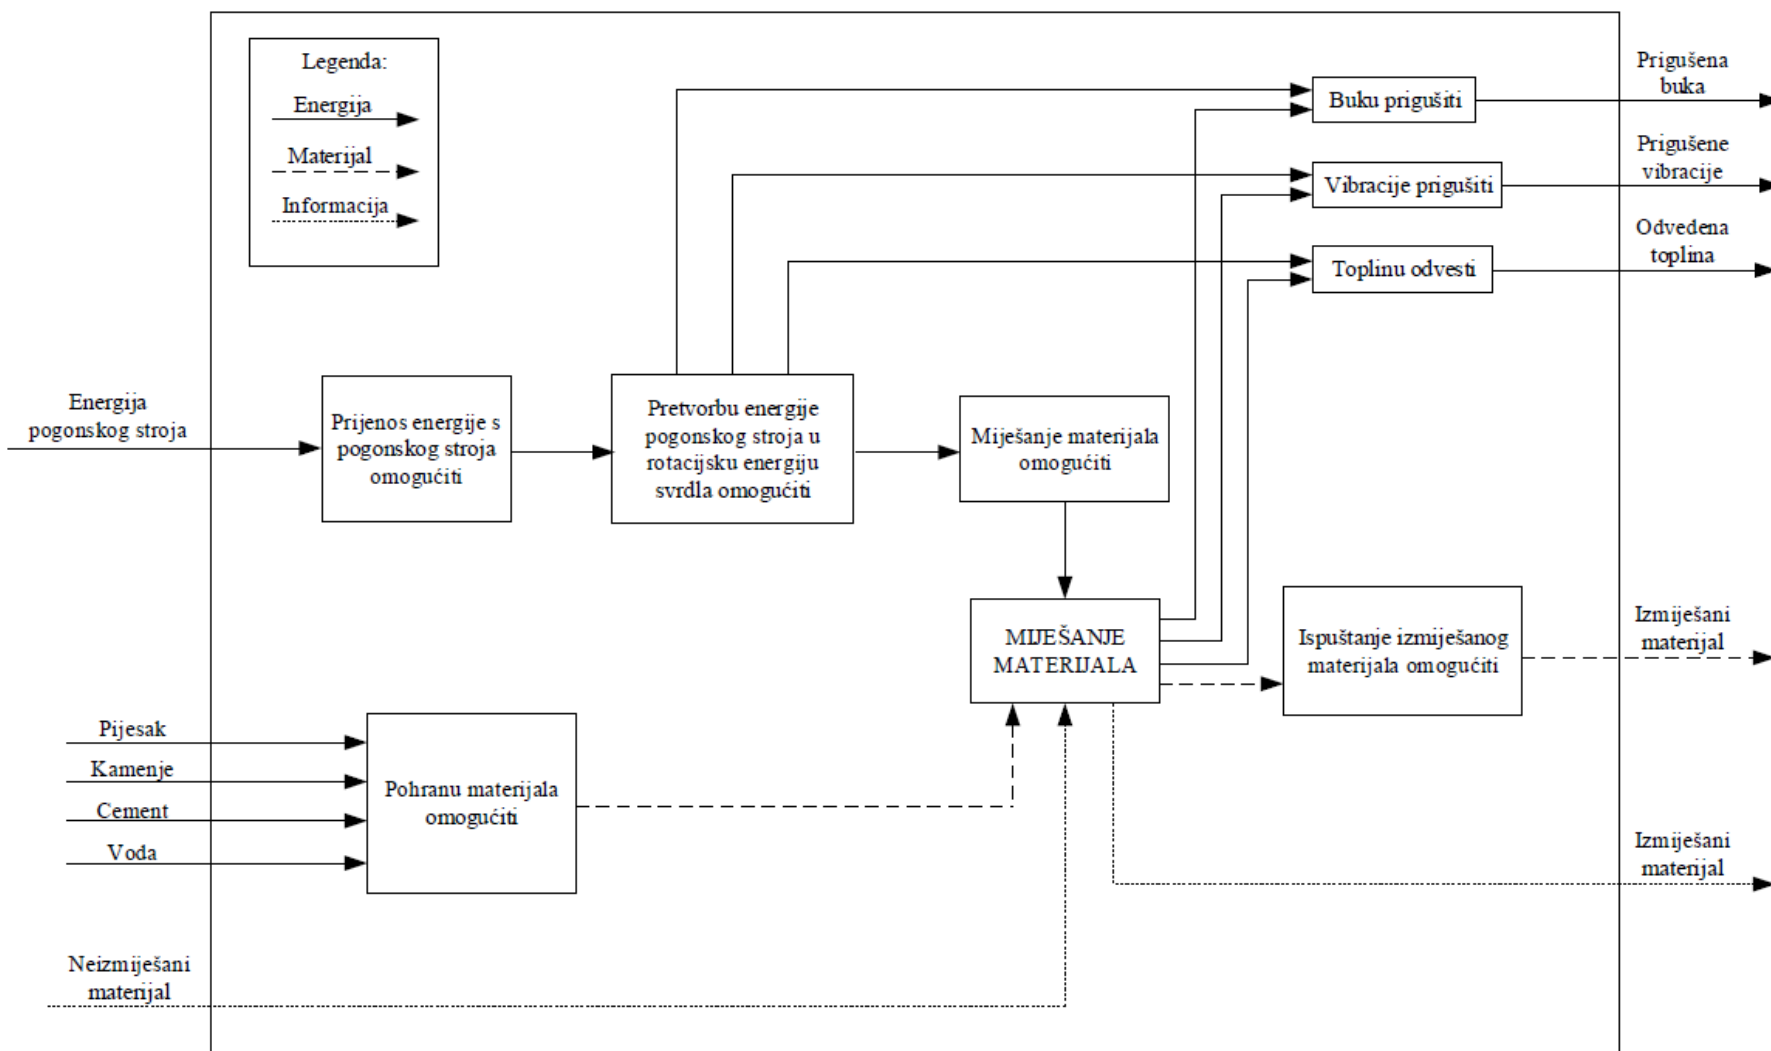 Legenda:
Energija
Materijal
Informacija
Buku prigušiti
Prigušena
buka
Vibracije prigušiti
Prigušene
vibracije
Toplinu odvesti
Odvedena
toplina
Energija
pogonskog stroja
Prijenos energije s
pogonskog stroja
omogućiti
Pretvorbu energije
pogonskog stroja u
rotacijsku energiju
svrdla omogućiti
Miješanje materijala
omogućiti
MIJEŠANJE
MATERIJALA
Ispuštanje izmiješanog
materijala omogućiti
Izmiješani
materijal
Pijesak
Kamenje
Cement
Voda
Pohranu materijala
omogućiti
Izmiješani
materijal
Neizmiješani
materijal